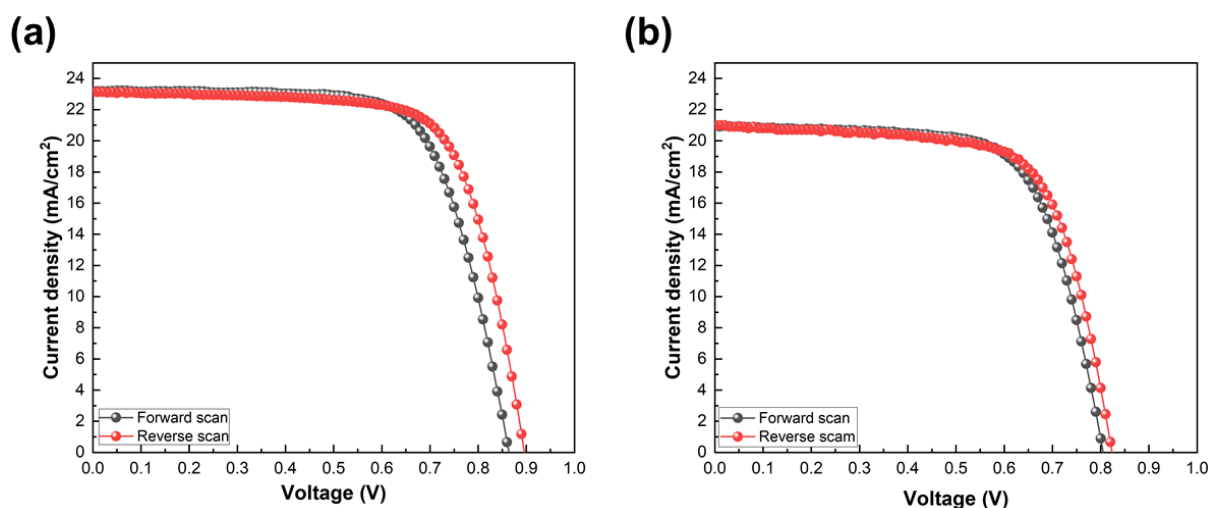 (a)
24
22
20
18
16
14
12
10
8
6
4
2
0
Current density (mA/cm²)
Forward scan
Reverse scan
0.0 0.1 0.2 0.3 0.4 0.5 0.6 0.7 0.8 0.9 1.0
Voltage (V)
(b)
24
22
20
18
16
14
12
10
8
6
4
2
0
Current density (mA/cm²)
Forward scan
Reverse scam
0.0 0.1 0.2 0.3 0.4 0.5 0.6 0.7 0.8 0.9 1.0
Voltage (V)